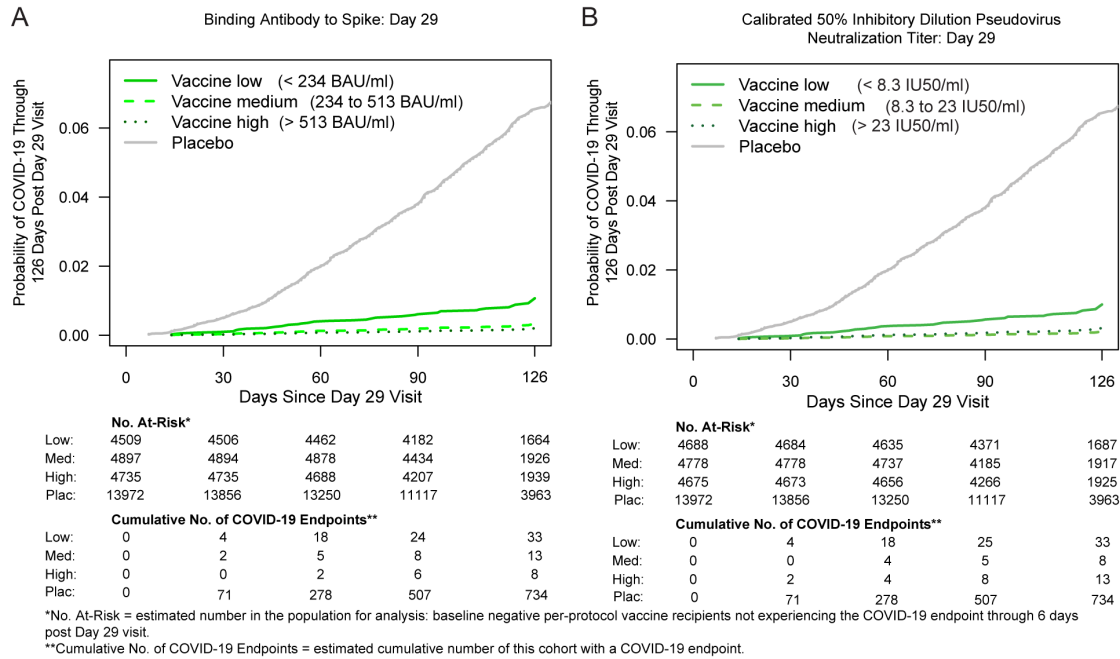 A
Binding Antibody to Spike: Day 29
Probability of COVID-19 Through
126 Days Post Day 29 Visit
0.06
0.04
0.02
0.00
Vaccine low (< 234 BAU/ml)
Vaccine medium (234 to 513 BAU/ml)
Vaccine high (> 513 BAU/ml)
Placebo
0 30 60 90 126
Days Since Day 29 Visit
No. At-Risk*
Low: 4509 4506 4462 4182 1664
Med: 4897 4894 4878 4434 1926
High: 4735 4735 4688 4207 1939
Plac: 13972 13856 13250 11117 3963
Cumulative No. of COVID-19 Endpoints**
Low: 0 4 18 24 33
Med: 0 2 5 8 13
High: 0 0 2 6 8
Plac: 0 71 278 507 734
B
Calibrated 50% Inhibitory Dilution Pseudovirus
Neutralization Titer: Day 29
Probability of COVID-19 Through
126 Days Post Day 29 Visit
0.06
0.04
0.02
0.00
Vaccine low (< 8.3 IU50/ml)
Vaccine medium (8.3 to 23 IU50/ml)
Vaccine high (> 23 IU50/ml)
Placebo
0 30 60 90 126
Days Since Day 29 Visit
No. At-Risk*
Low: 4688 4684 4635 4371 1687
Med: 4778 4778 4737 4185 1917
High: 4675 4673 4656 4266 1925
Plac: 13972 13856 13250 11117 3963
Cumulative No. of COVID-19 Endpoints**
Low: 0 4 18 25 33
Med: 0 0 4 5 8
High: 0 2 4 8 13
Plac: 0 71 278 507 734
*No. At-Risk = estimated number in the population for analysis: baseline negative per-protocol vaccine recipients not experiencing the COVID-19 endpoint through 6 days
post Day 29 visit.
**Cumulative No. of COVID-19 Endpoints = estimated cumulative number of this cohort with a COVID-19 endpoint.